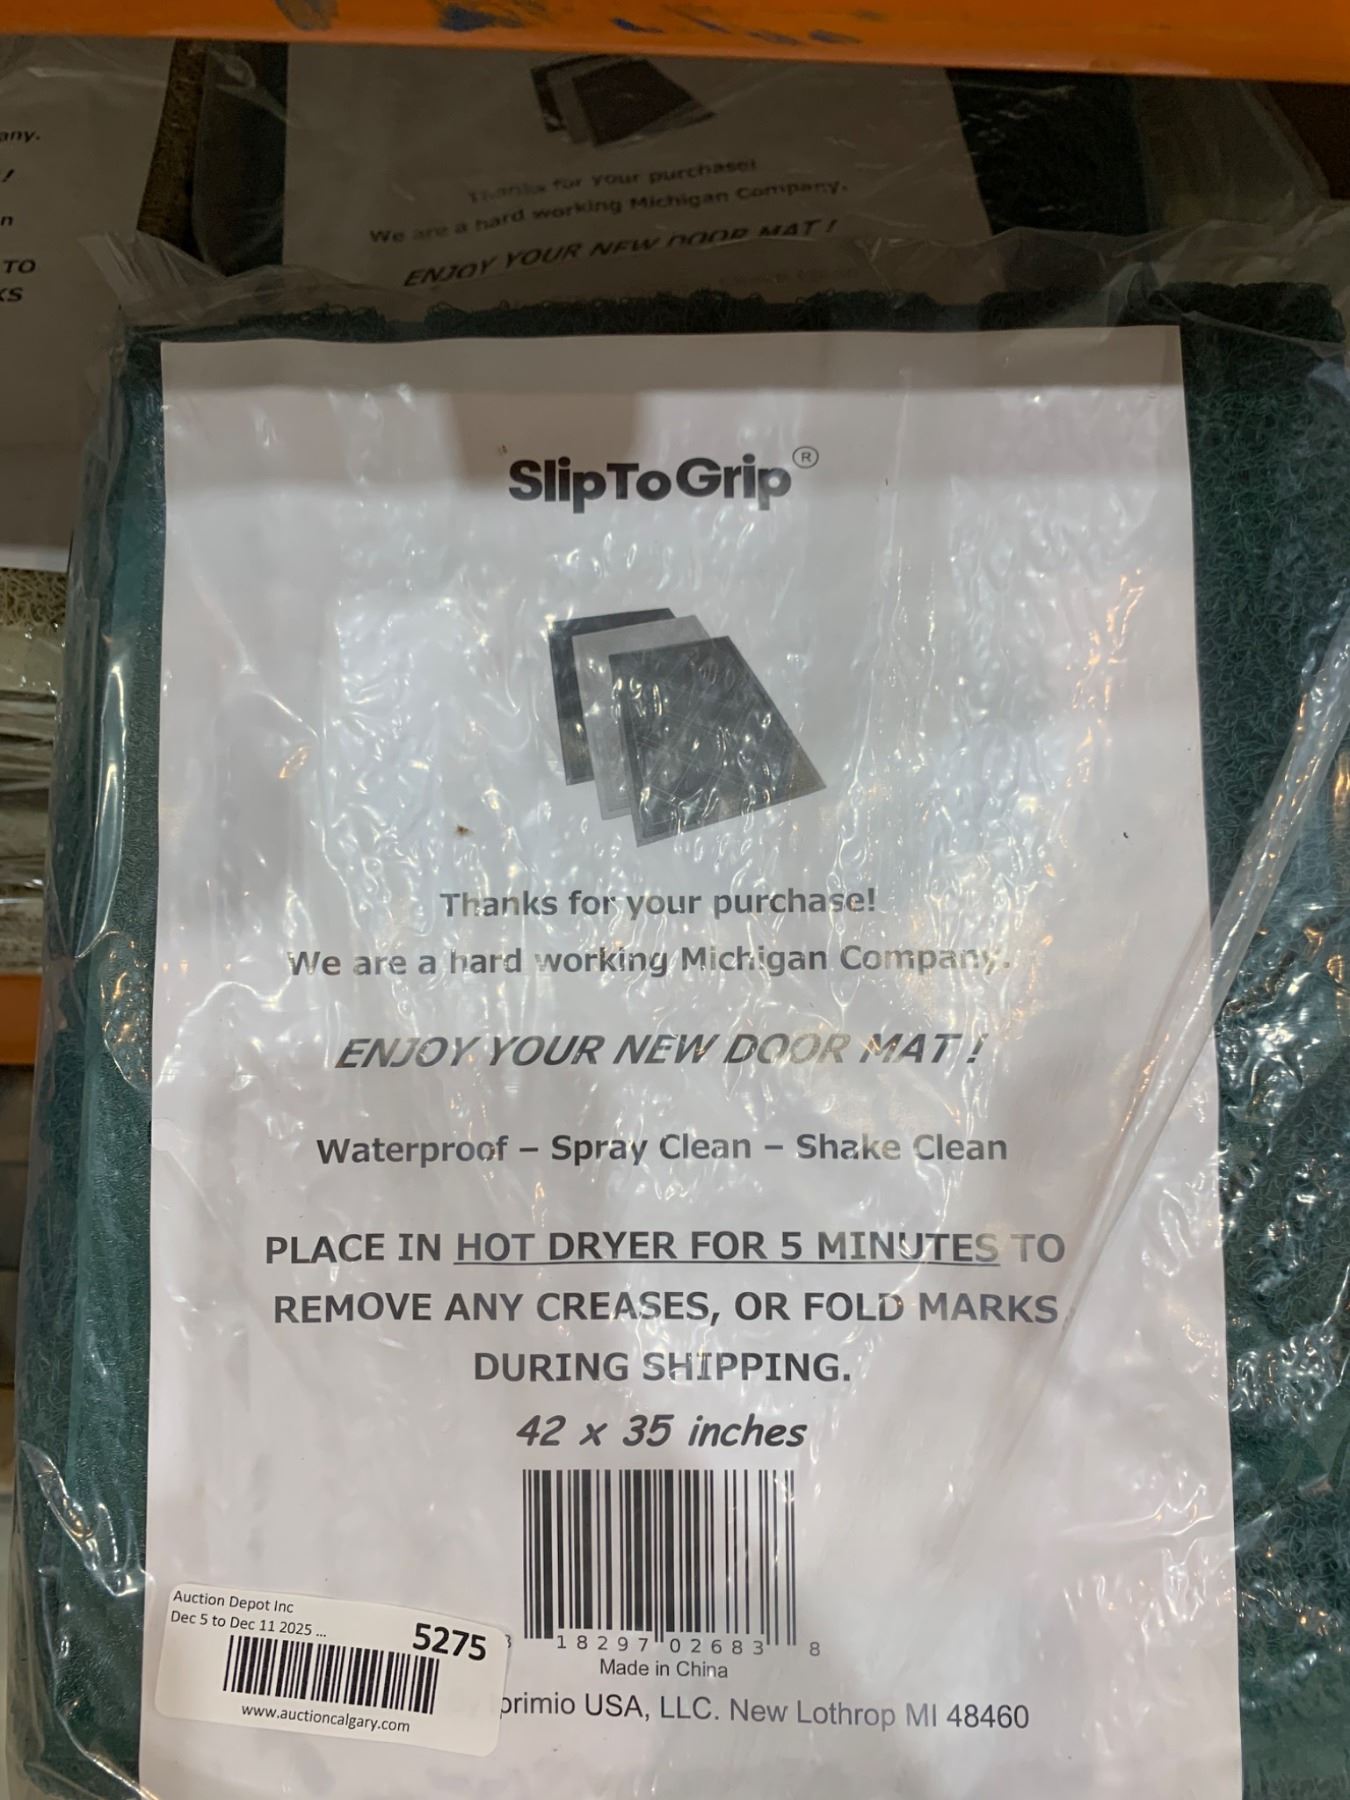 any.
!
n
TO
KS
Thanks for your purchase!
We are a hard working Michigan Company.
ENJOY YOUR NEW DOOR MAT !
SlipToGrip®
Thanks for your purchase!
We are a hard working Michigan Company.
ENJOY YOUR NEW DOOR MAT !
Waterproof – Spray Clean – Shake Clean
PLACE IN HOT DRYER FOR 5 MINUTES TO
REMOVE ANY CREASES, OR FOLD MARKS
DURING SHIPPING.
42 x 35 inches
18297 02683 8
Made in China
primio USA, LLC. New Lothrop MI 48460
Auction Depot Inc
Dec 5 to Dec 11 2025 ...
5275
www.auctioncalgary.com